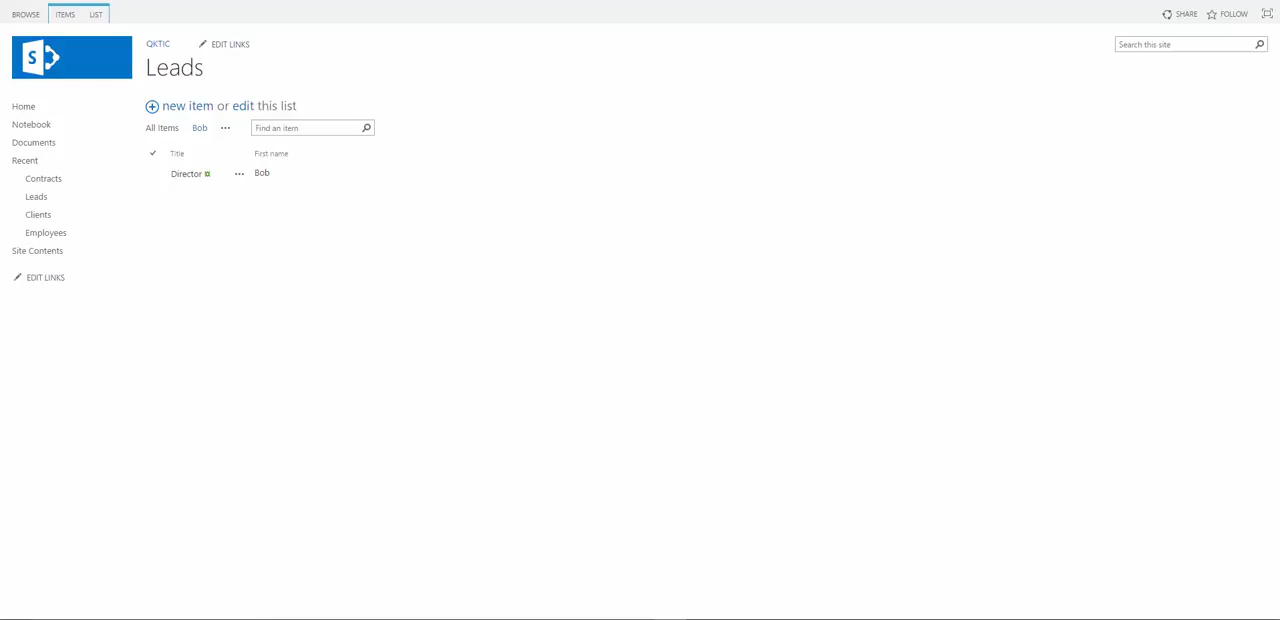 BROWSE ITEMS LIST SHARE FOLLOW
S
QKTIC EDIT LINKS Search this site
Leads
Home
Notebook
Documents
Recent
Contracts
Leads
Clients
Employees
Site Contents
EDIT LINKS
new item or edit this list
All Items Bob ••• Find an item
Title First name
Director ••• Bob